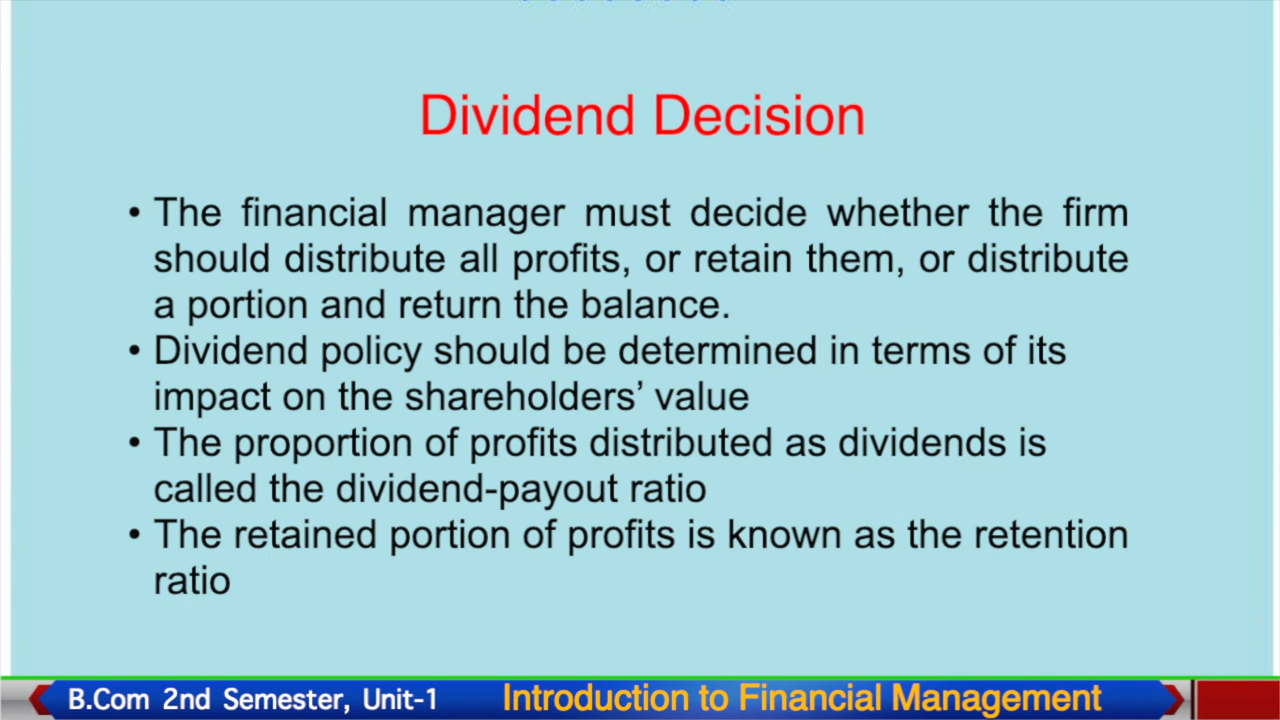 Dividend Decision
• The financial manager must decide whether the firm
should distribute all profits, or retain them, or distribute
a portion and return the balance.
• Dividend policy should be determined in terms of its
impact on the shareholders’ value
• The proportion of profits distributed as dividends is
called the dividend-payout ratio
• The retained portion of profits is known as the retention
ratio
B.Com 2nd Semester, Unit-1 Introduction to Financial Management